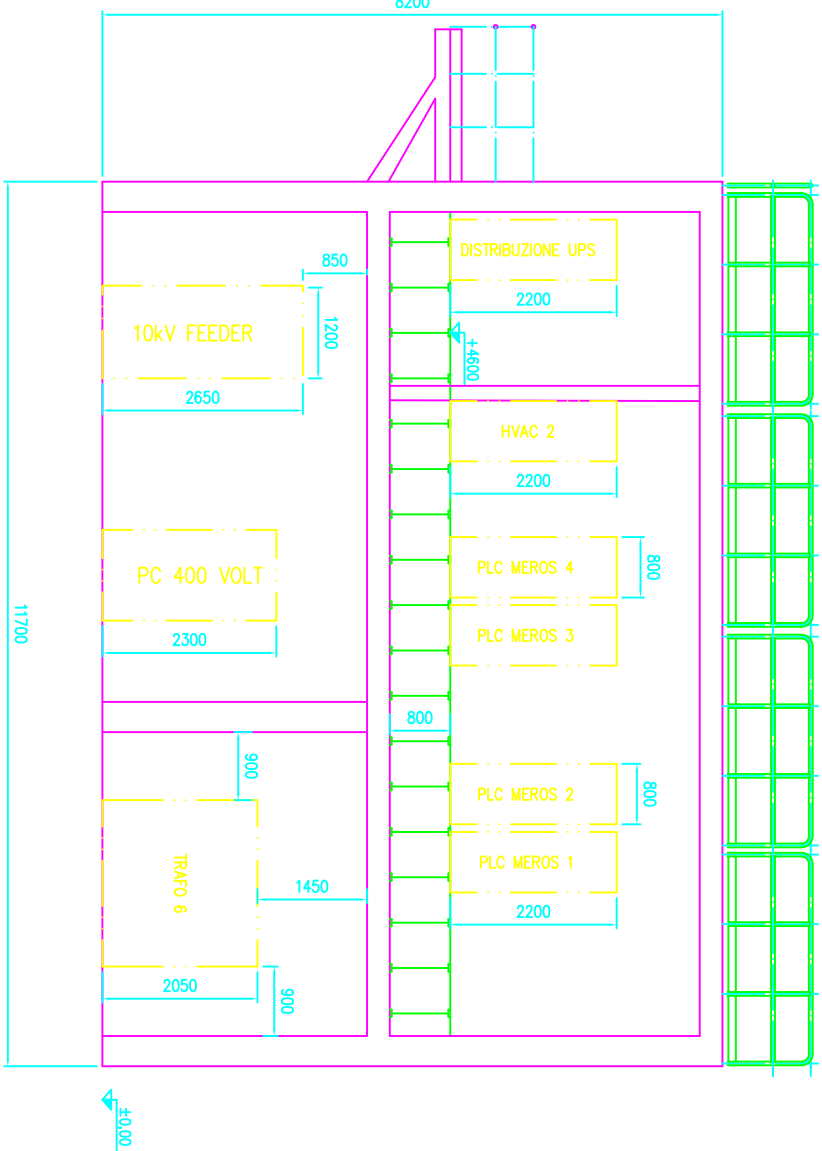 8200
DISTRIBUZIONE UPS
850
2200
10kV FEEDER
1200
+4600
2650
HVAC 2
2200
PLC MEROS 4
800
PC 400 VOLT
11700
2300
PLC MEROS 3
800
900
PLC MEROS 2
800
PLC MEROS 1
TRAFO 6
1450
2200
2050
900
±0.00